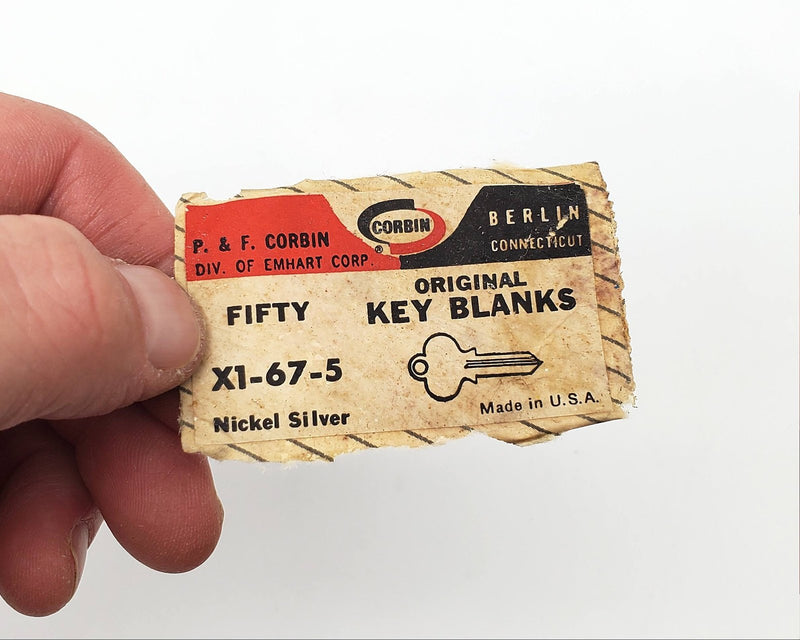 P. & F. CORBIN
DIV. OF EMHART CORP.
CORBIN
®
BERLIN
CONNECTICUT
FIFTY
ORIGINAL
KEY BLANKS
X1-67-5
Nickel Silver
Made in U.S.A.